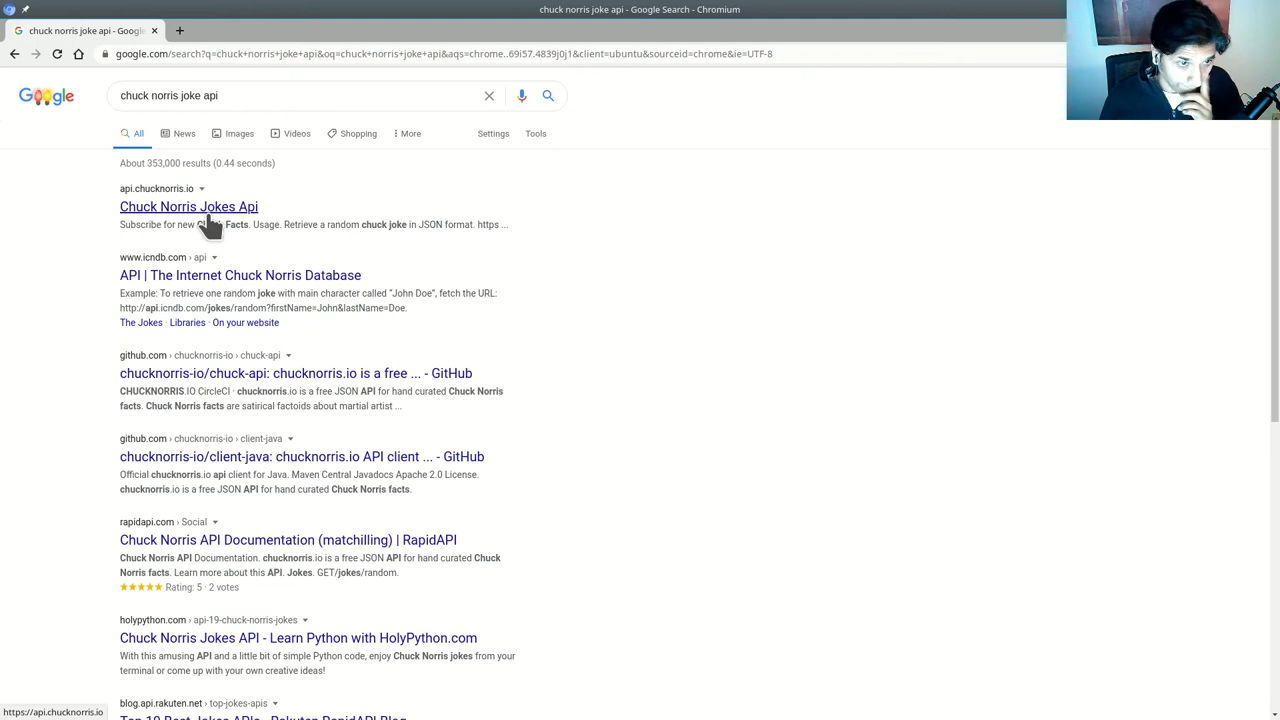 chuck norris joke api - Google Search - Chromium
chuck norris joke api - Googl
google.com/search?q=chuck+norris+joke+api&oq=chuck+norris+joke+api&aqs=chrome..69i57.4839j0j1&client=ubuntu&sourceid=chrome&ie=UTF-8
chuck norris joke api
All News Images Videos Shopping More Settings Tools
About 353,000 results (0.44 seconds)
api.chucknorris.io
Chuck Norris Jokes Api
Subscribe for new Facts. Usage. Retrieve a random chuck joke in JSON format. https ...
www.icndb.com › api
API | The Internet Chuck Norris Database
Example: To retrieve one random joke with main character called “John Doe”, fetch the URL:
http://api.icndb.com/jokes/random?firstName=John&lastName=Doe.
The Jokes · Libraries · On your website
github.com › chucknorris-io › chuck-api
chucknorris-io/chuck-api: chucknorris.io is a free ... - GitHub
CHUCKNORRIS.IO CircleCI · chucknorris.io is a free JSON API for hand curated Chuck Norris
facts. Chuck Norris facts are satirical factoids about martial artist ...
github.com › chucknorris-io › client-java
chucknorris-io/client-java: chucknorris.io API client ... - GitHub
Official chucknorris.io api client for Java. Maven Central Javadocs Apache 2.0 License.
chucknorris.io is a free JSON API for hand curated Chuck Norris facts.
rapidapi.com › Social
Chuck Norris API Documentation (matchilling) | RapidAPI
Chuck Norris API Documentation. chucknorris.io is a free JSON API for hand curated Chuck
Norris facts. Learn more about this API. Jokes. GET/jokes/random.
Rating: 5 · 2 votes
holypython.com › api-19-chuck-norris-jokes
Chuck Norris Jokes API - Learn Python with HolyPython.com
With this amusing API and a little bit of simple Python code, enjoy Chuck Norris jokes from your
terminal or come up with your own creative ideas!
blog.api.rakuten.net › top-jokes-apis
Top 10 Best Jokes APIs - Rakuten RapidAPI Blog
https://api.chucknorris.io